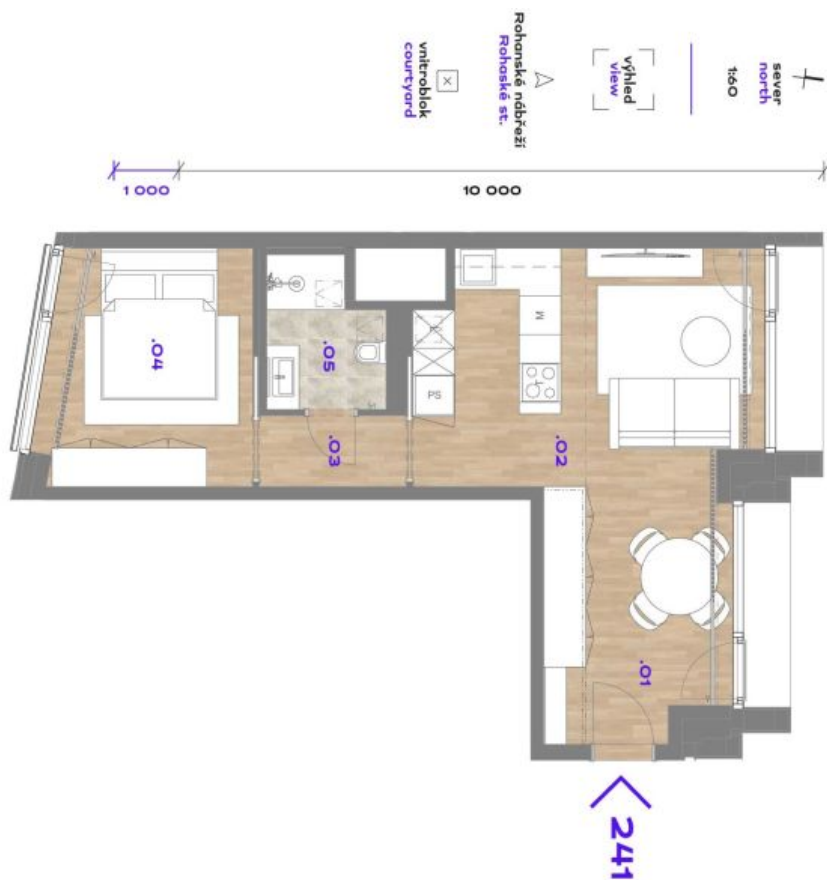 sever
north
1:60
výhled
view
Rohanské nábřeží
Rohaské st.
vnitroblok
courtyard
1 000
10 000
.04
.05
.03
PS
M
.02
.01
241